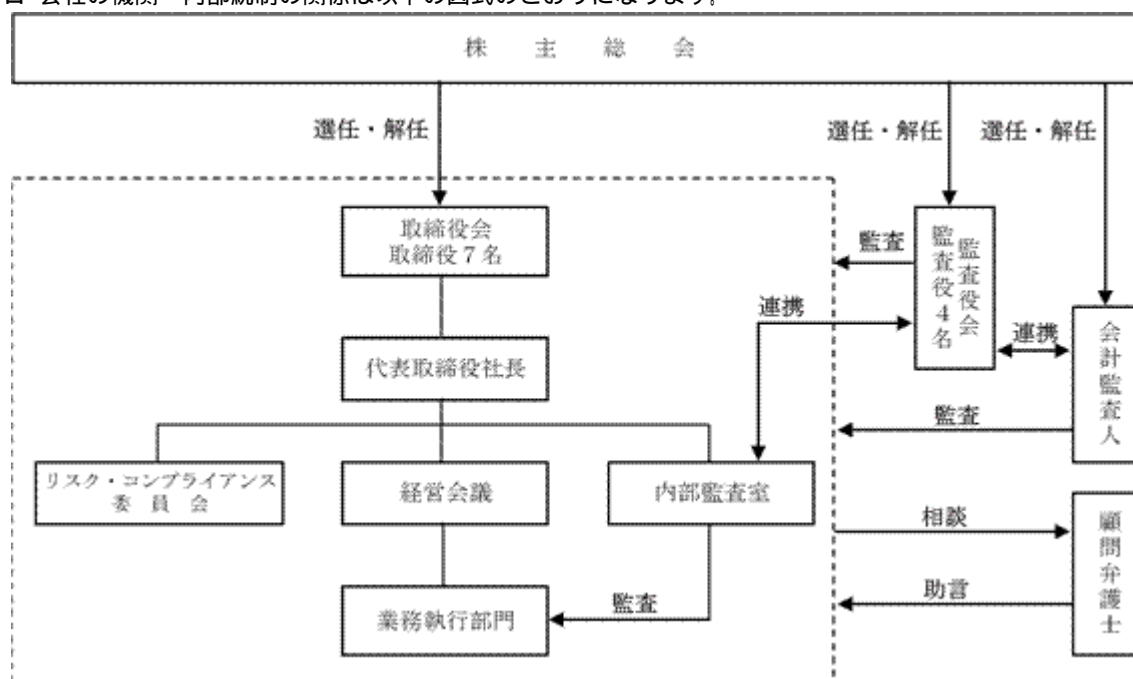 会社の機関・内部統制の関係は以下の図式のとおりになります。
株主総会
選任・解任
選任・解任
選任・解任
取締役会
取締役7名
監査
監査役会
監査役4名
連携
連携
会計監査人
代表取締役社長
監査
リスク・コンプライアンス
委員会
経営会議
内部監査室
相談
顧問弁護士
助言
業務執行部門
監査